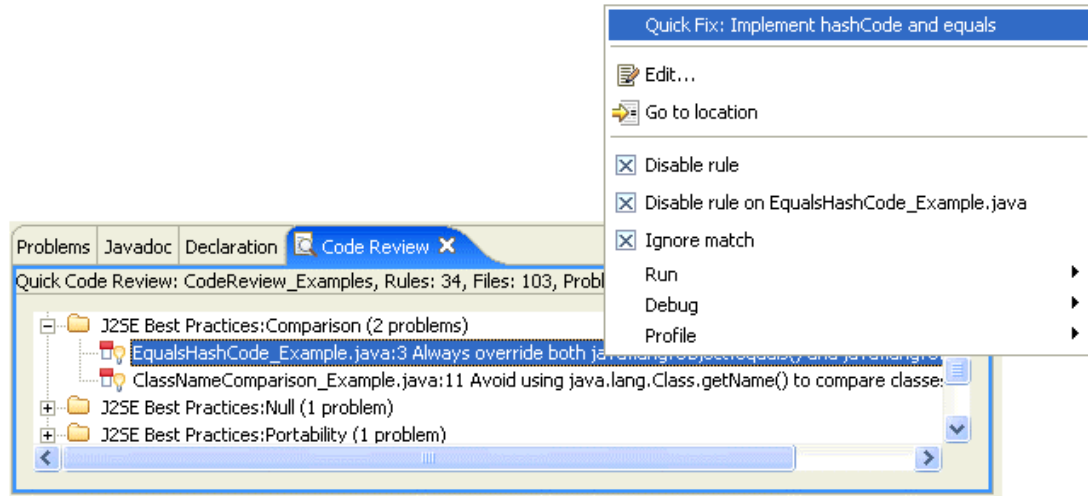 Quick Fix: Implement hashCode and equals
Edit...
Go to location
Disable rule
Disable rule on EqualsHashCode_Example.java
Ignore match
Run
Debug
Profile
Problems Javadoc Declaration Code Review
Quick Code Review: CodeReview_Examples, Rules: 34, Files: 103, Probl
J2SE Best Practices:Comparison (2 problems)
EqualsHashCode_Example.java:3 Always override both
ClassNameComparison_Example.java:11 Avoid using java.lang.Class.getName() to compare classes
J2SE Best Practices:Null (1 problem)
J2SE Best Practices:Portability (1 problem)